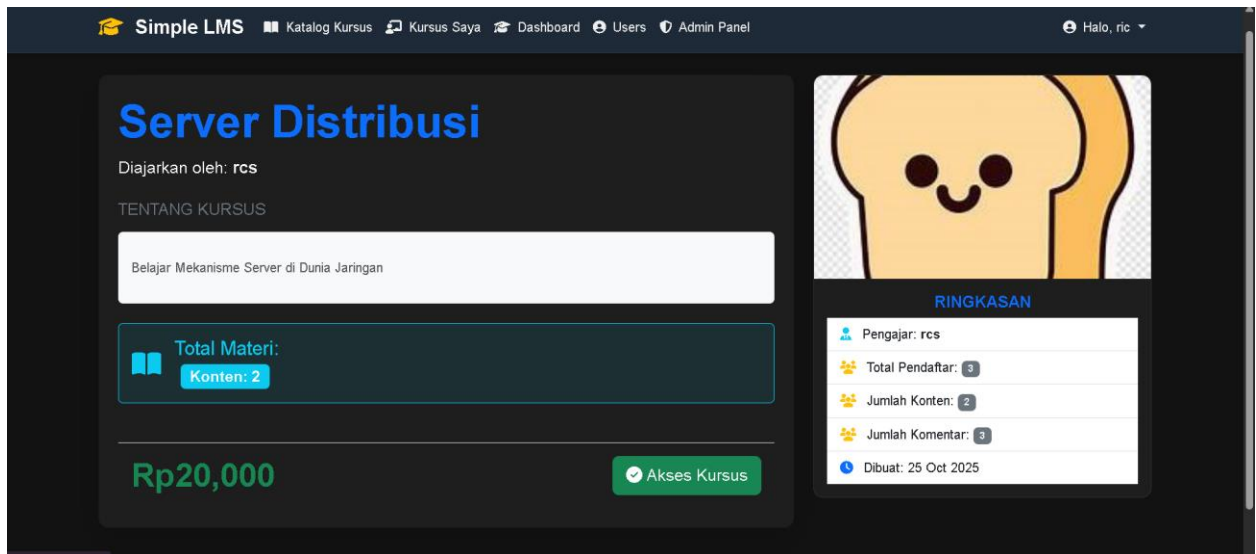 Simple LMS Katalog Kursus Kursus Saya Dashboard Users Admin Panel Halo, ric
Server Distribusi
Diajarkan oleh: rcs
TENTANG KURSUS
Belajar Mekanisme Server di Dunia Jaringan
Total Materi:
Konten: 2
Rp20,000 Akses Kursus
RINGKASAN
Pengajar: rcs
Total Pendaftar: 3
Jumlah Konten: 2
Jumlah Komentar: 3
Dibuat: 25 Oct 2025